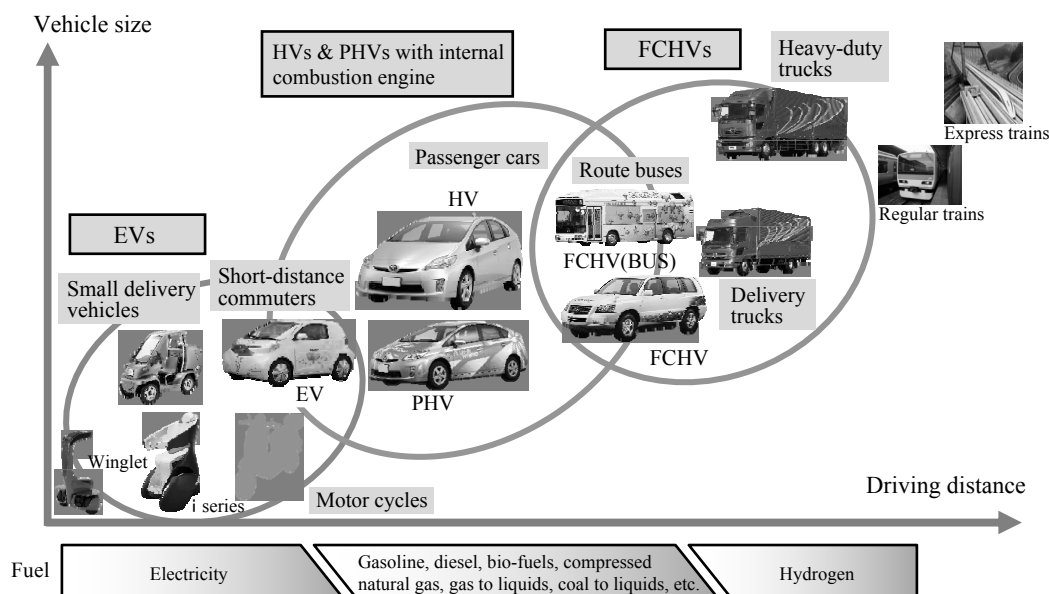 Vehicle size
HVs & PHVs with internal
combustion engine
FCHVs
Heavy-duty
trucks
Express trains
Passenger cars
Route buses
HV
Regular trains
EVs
FCHV(BUS)
Small delivery
vehicles
Short-distance
commuters
Delivery
trucks
FCHV
EV
PHV
Winglet
i series
Motor cycles
Driving distance
Fuel
Electricity
Gasoline, diesel, bio-fuels, compressed
natural gas, gas to liquids, coal to liquids, etc.
Hydrogen